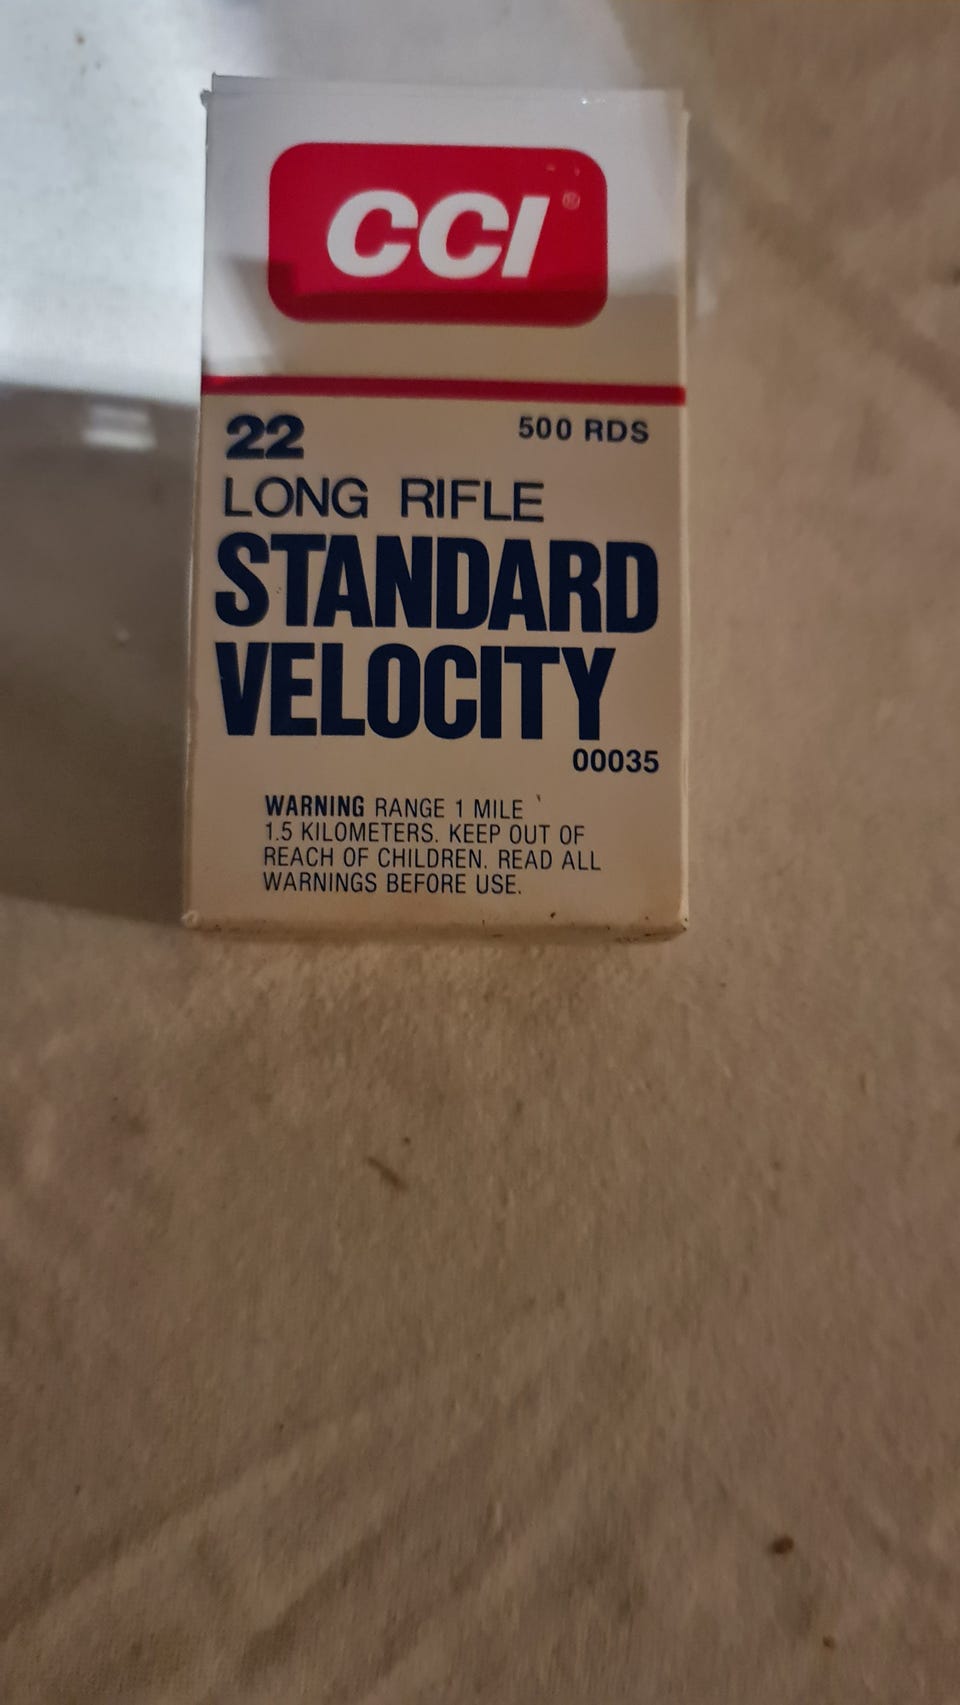 CCI®
22 500 RDS
LONG RIFLE
STANDARD
VELOCITY
00035
WARNING RANGE 1 MILE
1.5 KILOMETERS. KEEP OUT OF
REACH OF CHILDREN. READ ALL
WARNINGS BEFORE USE.